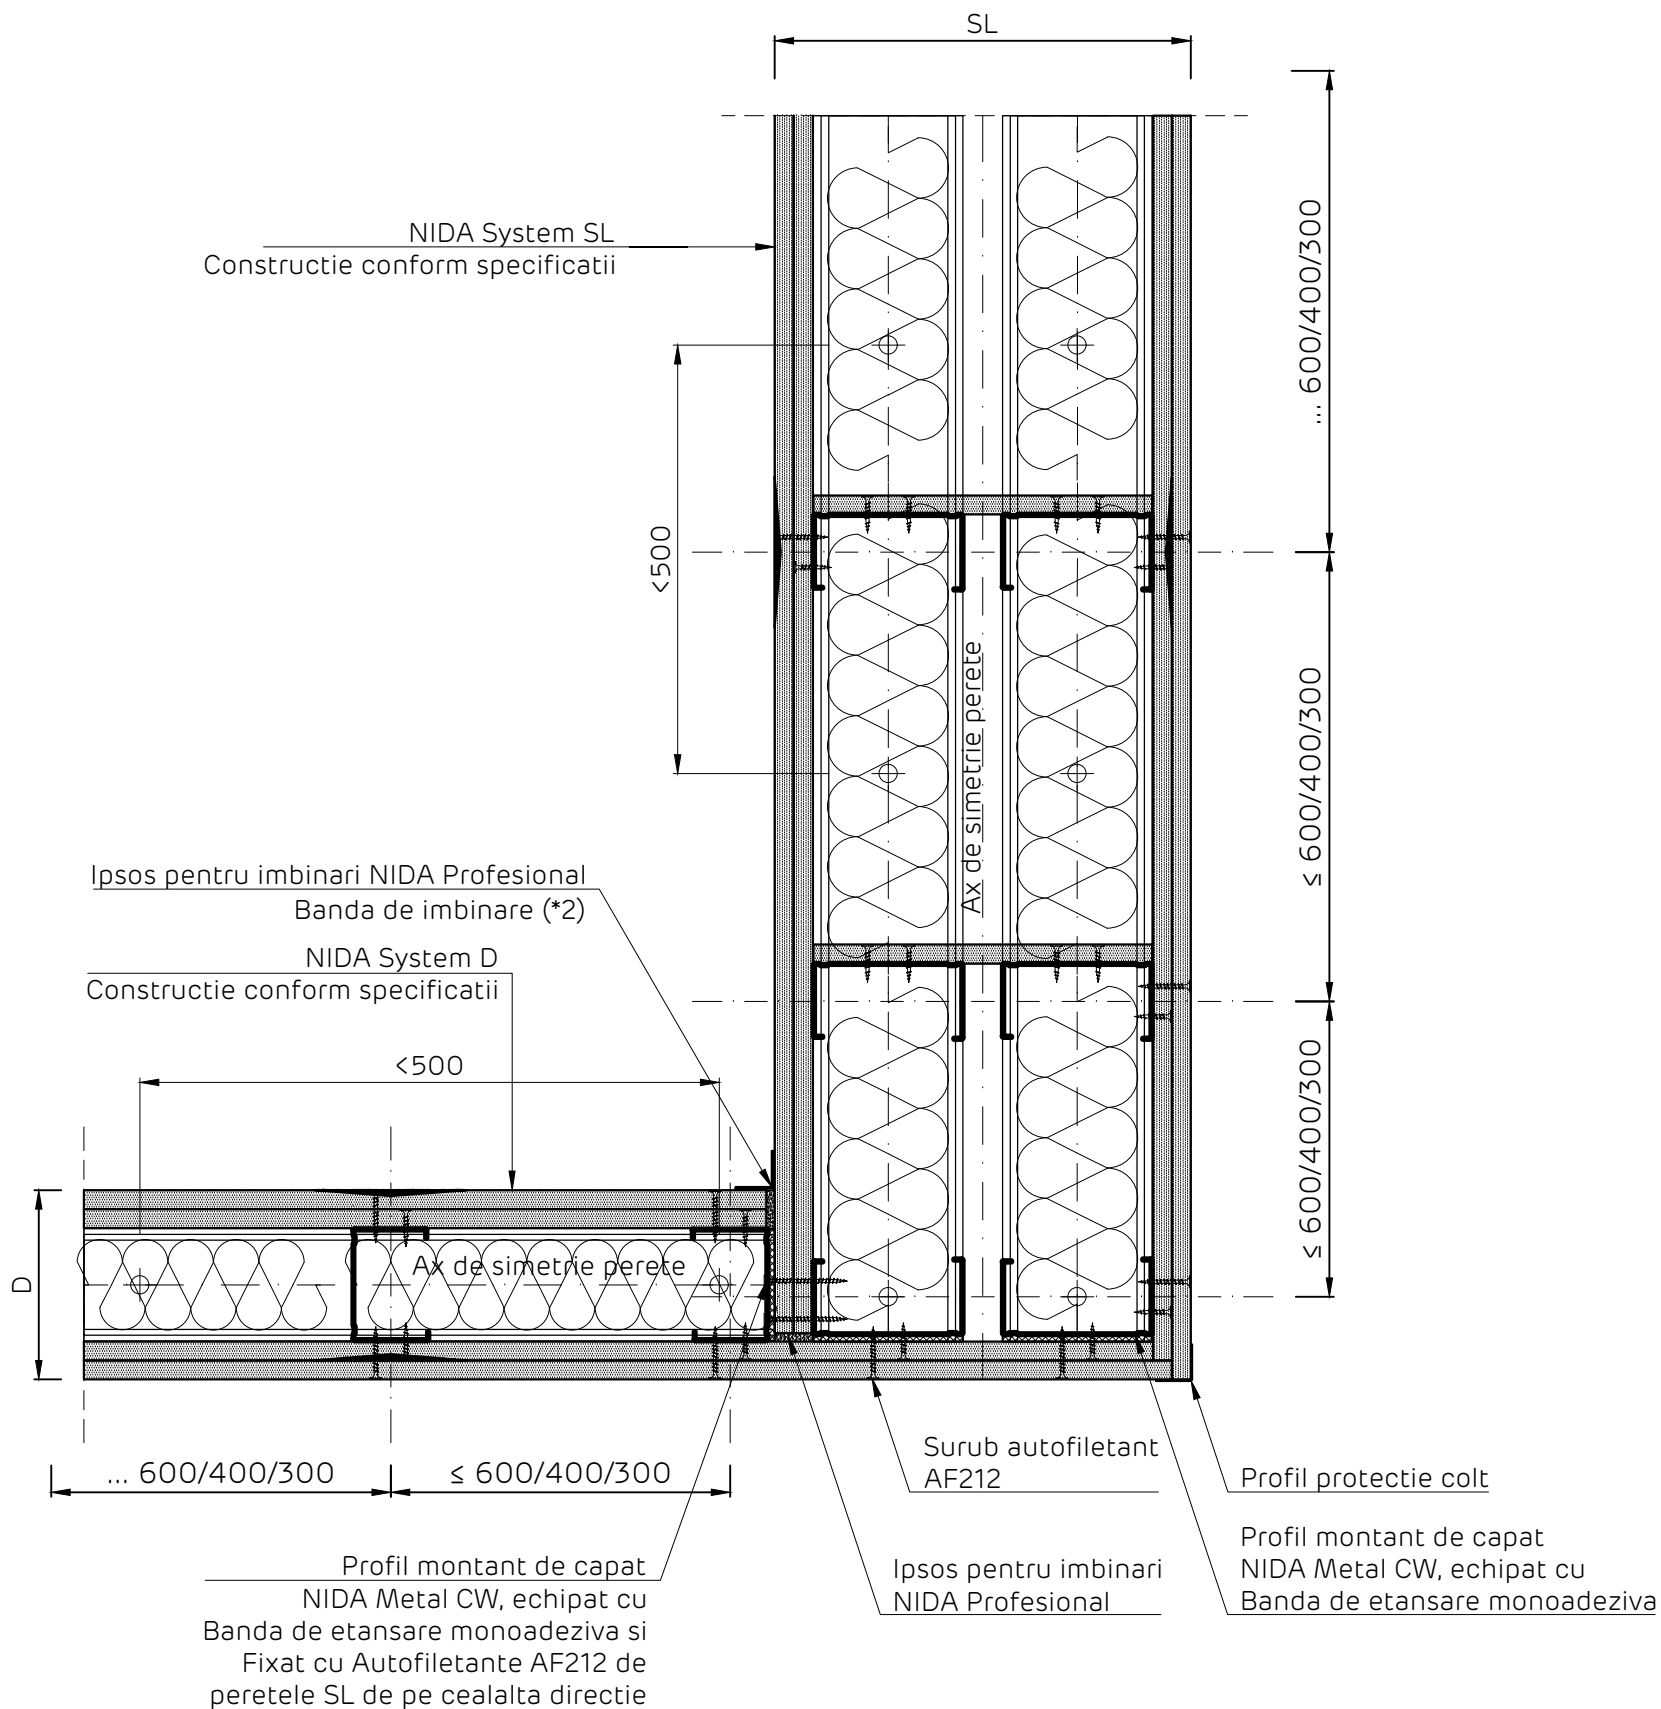 SL
... 600/400/300
NIDA System SL
Constructie conform specificatii
<500
≤ 600/400/300
Ax de simetrie perete
Ipsos pentru imbinari NIDA Profesional
Banda de imbinare (*2)
NIDA System D
Constructie conform specificatii
<500
≤ 600/400/300
D
Ax de simetrie perete
... 600/400/300
≤ 600/400/300
Surub autofiletant
AF212
Profil protectie colt
Profil montant de capat
NIDA Metal CW, echipat cu
Banda de etansare monoadeziva si
Fixat cu Autofiletante AF212 de
peretele SL de pe cealalta directie
Ipsos pentru imbinari
NIDA Profesional
Profil montant de capat
NIDA Metal CW, echipat cu
Banda de etansare monoadeziva